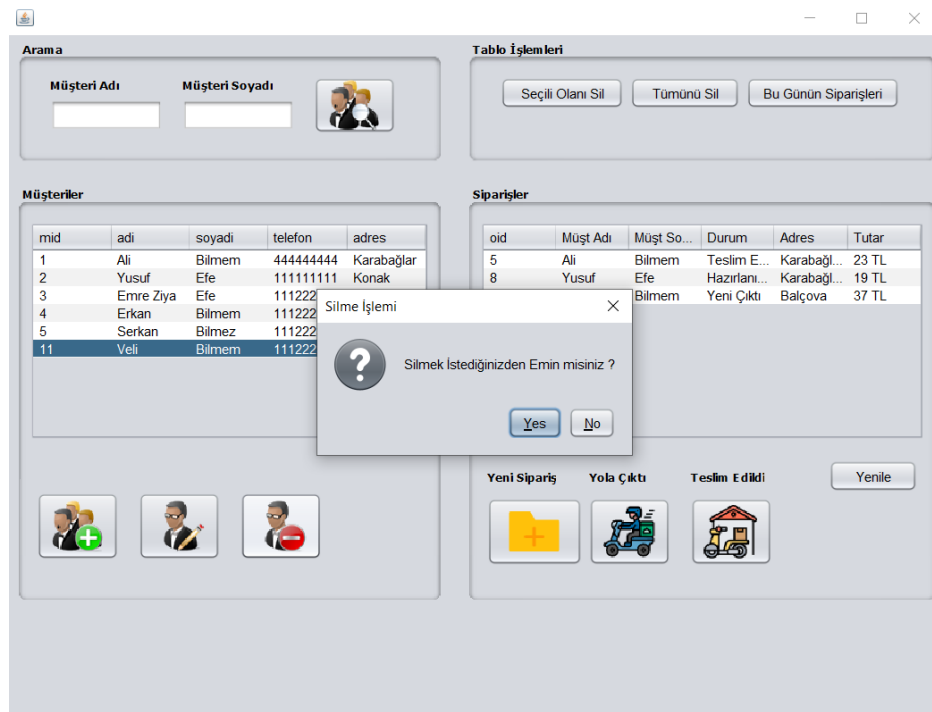 Arama
Müşteri Adı Müşteri Soyadı
Tablo İşlemleri
Seçili Olanı Sil Tümünü Sil Bu Günün Siparişleri
Müşteriler
mid adi soyadi telefon adres
1 Ali Bilmem 444444444 Karabağlar
2 Yusuf Efe 111111111 Konak
3 Emre Ziya Efe 111222
4 Erkan Bilmem 111222
5 Serkan Bilmez 111222
11 Veli Bilmem 111222
Siparişler
oid Müşt Adı Müşt So... Durum Adres Tutar
5 Ali Bilmem Teslim E... Karabağl... 23 TL
8 Yusuf Efe Hazırlanı... Karabağl... 19 TL
Bilmem Yeni Çıktı Balçova 37 TL
Silme İşlemi
Silmek İstediğinizden Emin misiniz ?
Yes No
Yeni Sipariş Yola Çıktı Teslim Edildi Yenile